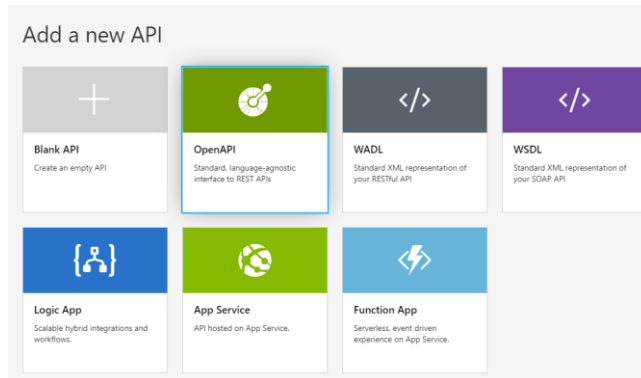 Add a new API
Blank API
Create an empty API
OpenAPI
Standard, language-agnostic
interface to REST APIs
WADL
Standard XML representation of
your RESTful API
WSDL
Standard XML representation of
your SOAP API
Logic App
Scalable hybrid integrations and
workflows.
App Service
API hosted on App Service.
Function App
Serverless, event driven
experience on App Service.